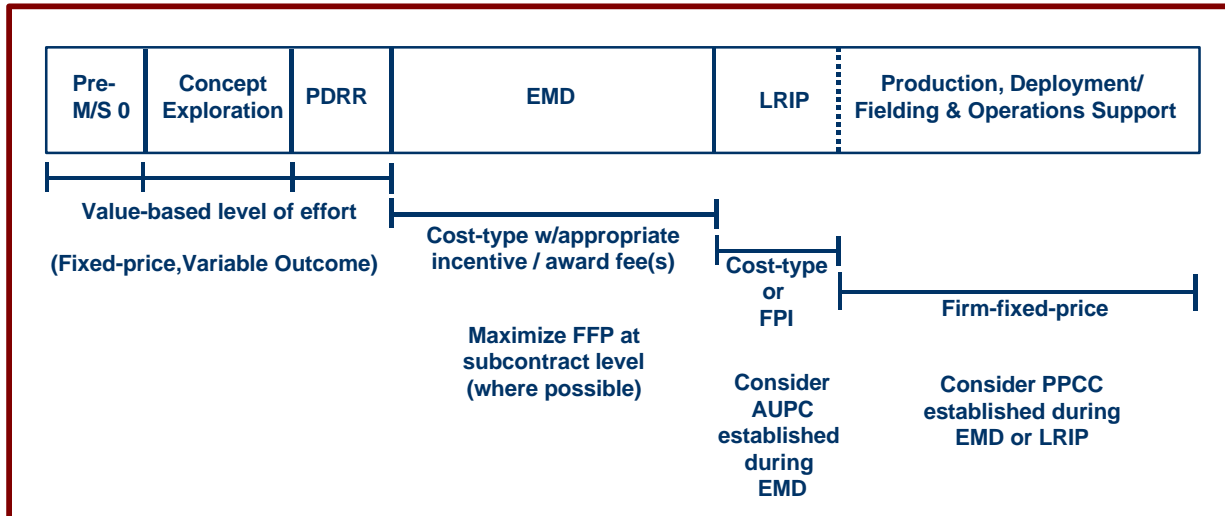 Pre-
M/S 0
Concept
Exploration
PDRR
EMD
LRIP
Production, Deployment/
Fielding & Operations Support
Value-based level of effort
(Fixed-price,Variable Outcome)
Cost-type w/appropriate
incentive / award fee(s)
Maximize FFP at
subcontract level
(where possible)
Cost-type
or
FPI
Consider
AUPC
established
during
EMD
Firm-fixed-price
Consider PPCC
established during
EMD or LRIP